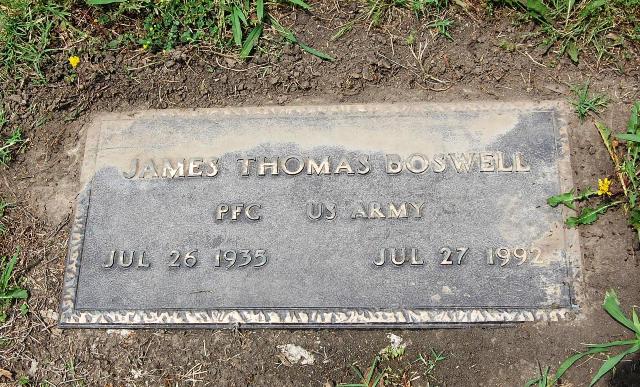 JAMES THOMAS BOSWELL
PFC US ARMY
JUL 26 1935 JUL 27 1992